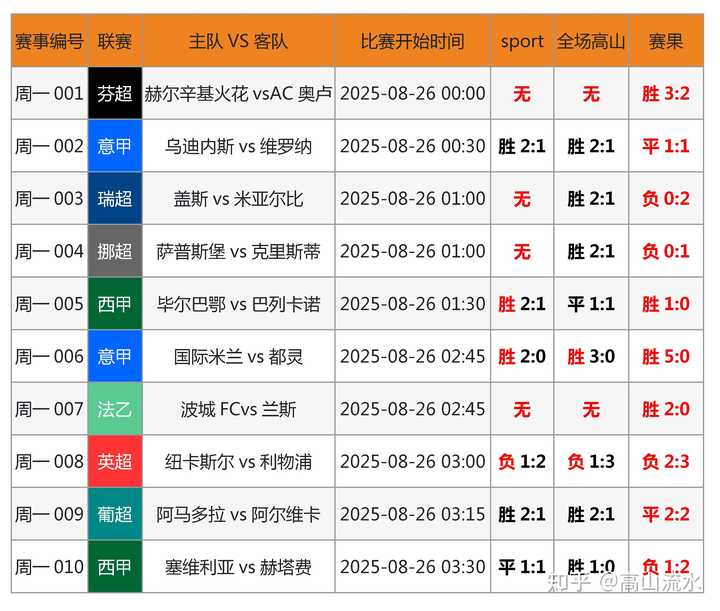 赛事编号 联赛 主队 VS 客队 比赛开始时间 sport 全场高山 赛果
周一 001 芬超 赫尔辛基火花 vsAC 奥卢 2025-08-26 00:00 无 无 胜 3:2
周一 002 意甲 乌迪内斯 vs 维罗纳 2025-08-26 00:30 胜 2:1 胜 2:1 平 1:1
周一 003 瑞超 盖斯 vs 米亚尔比 2025-08-26 01:00 无 胜 2:1 负 0:2
周一 004 挪超 萨普斯堡 vs 克里斯蒂 2025-08-26 01:00 无 胜 2:1 负 0:1
周一 005 西甲 毕尔巴鄂 vs 巴列卡诺 2025-08-26 01:30 胜 2:1 平 1:1 胜 1:0
周一 006 意甲 国际米兰 vs 都灵 2025-08-26 02:45 胜 2:0 胜 3:0 胜 5:0
周一 007 法乙 波城 FCvs 兰斯 2025-08-26 02:45 无 无 胜 2:0
周一 008 英超 纽卡斯尔 vs 利物浦 2025-08-26 03:00 负 1:2 负 1:3 负 2:3
周一 009 葡超 阿马多拉 vs 阿尔维卡 2025-08-26 03:15 胜 2:1 胜 2:1 平 2:2
周一 010 西甲 塞维利亚 vs 赫塔费 2025-08-26 03:30 平 1:1 胜 1:0 负 1:2
知乎 @高山流水